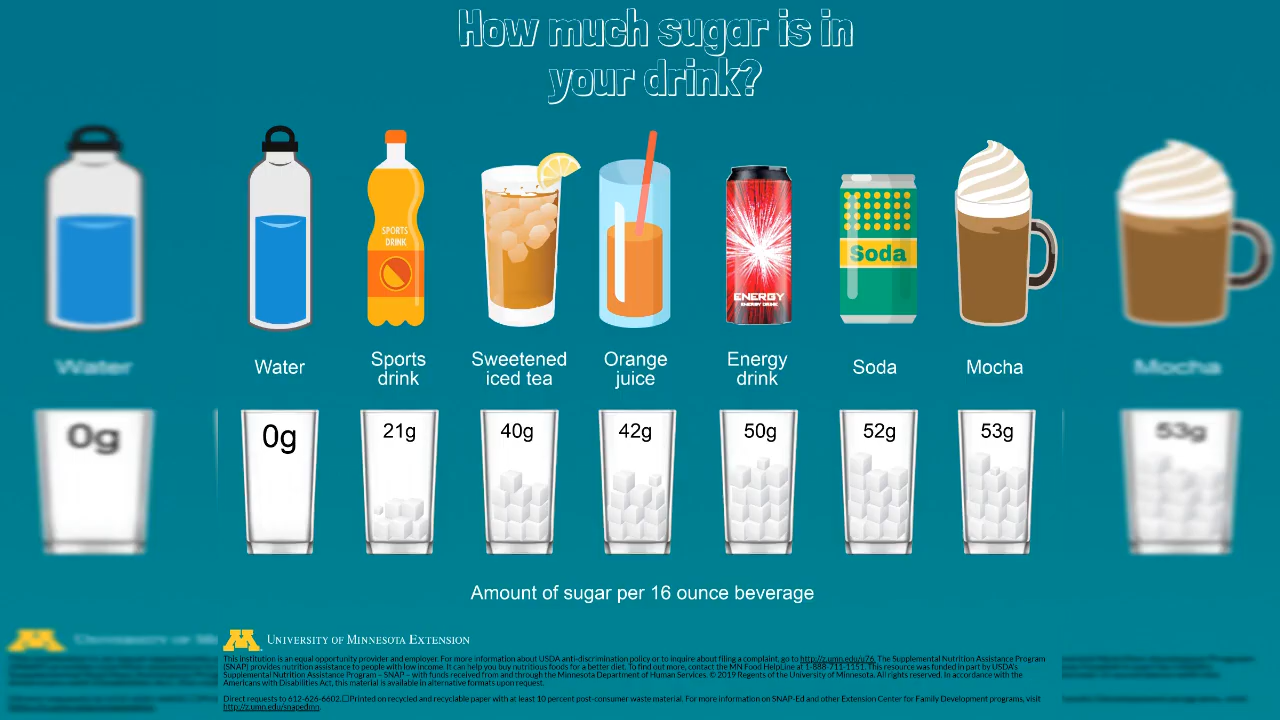 How much sugar is in
your drink?
SPORTS
DRINK
ENERGY
ENERGY DRINK
Soda
Water
Water
Sports
drink
Sweetened
iced tea
Orange
juice
Energy
drink
Soda
Mocha
Mocha
0g
0g
21g
40g
42g
50g
52g
53g
53g
Amount of sugar per 16 ounce beverage
UNIVERSITY OF MINNESOTA EXTENSION
This Institution is an equal opportunity provider and employer. For more information about USDA anti-discrimination policy or to inquire about filing a complaint, go to http://z.umn.edu/u76. The Supplemental Nutrition Assistance Program
(SNAP) provides nutrition assistance to people with low income. It can help you buy nutritious foods for a better diet. To find out more, contact the MN Food HelpLine at 1-888-711-1151. This resource was funded in part by USDA's
Supplemental Nutrition Assistance Program – SNAP – with funds received from and through the Minnesota Department of Human Services. © 2019 Regents of the University of Minnesota. All rights reserved. In accordance with the
Americans with Disabilities Act, this material is available in alternative formats upon request.
Direct requests to 612-626-6602.☐Printed on recycled and recyclable paper with at least 10 percent post-consumer waste material. For more information on SNAP-Ed and other Extension Center for Family Development programs, visit
http://z.umn.edu/snapedmn.